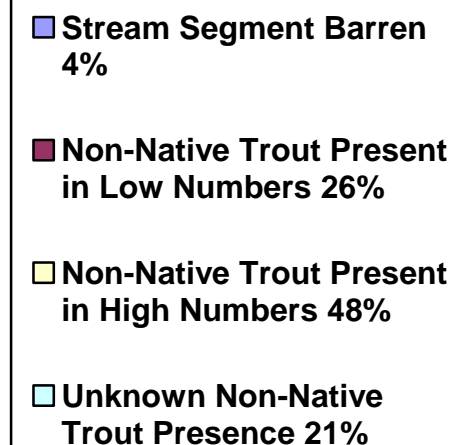 Stream Segment Barren
4%
Non-Native Trout Present
in Low Numbers 26%
Non-Native Trout Present
in High Numbers 48%
Unknown Non-Native
Trout Presence 21%